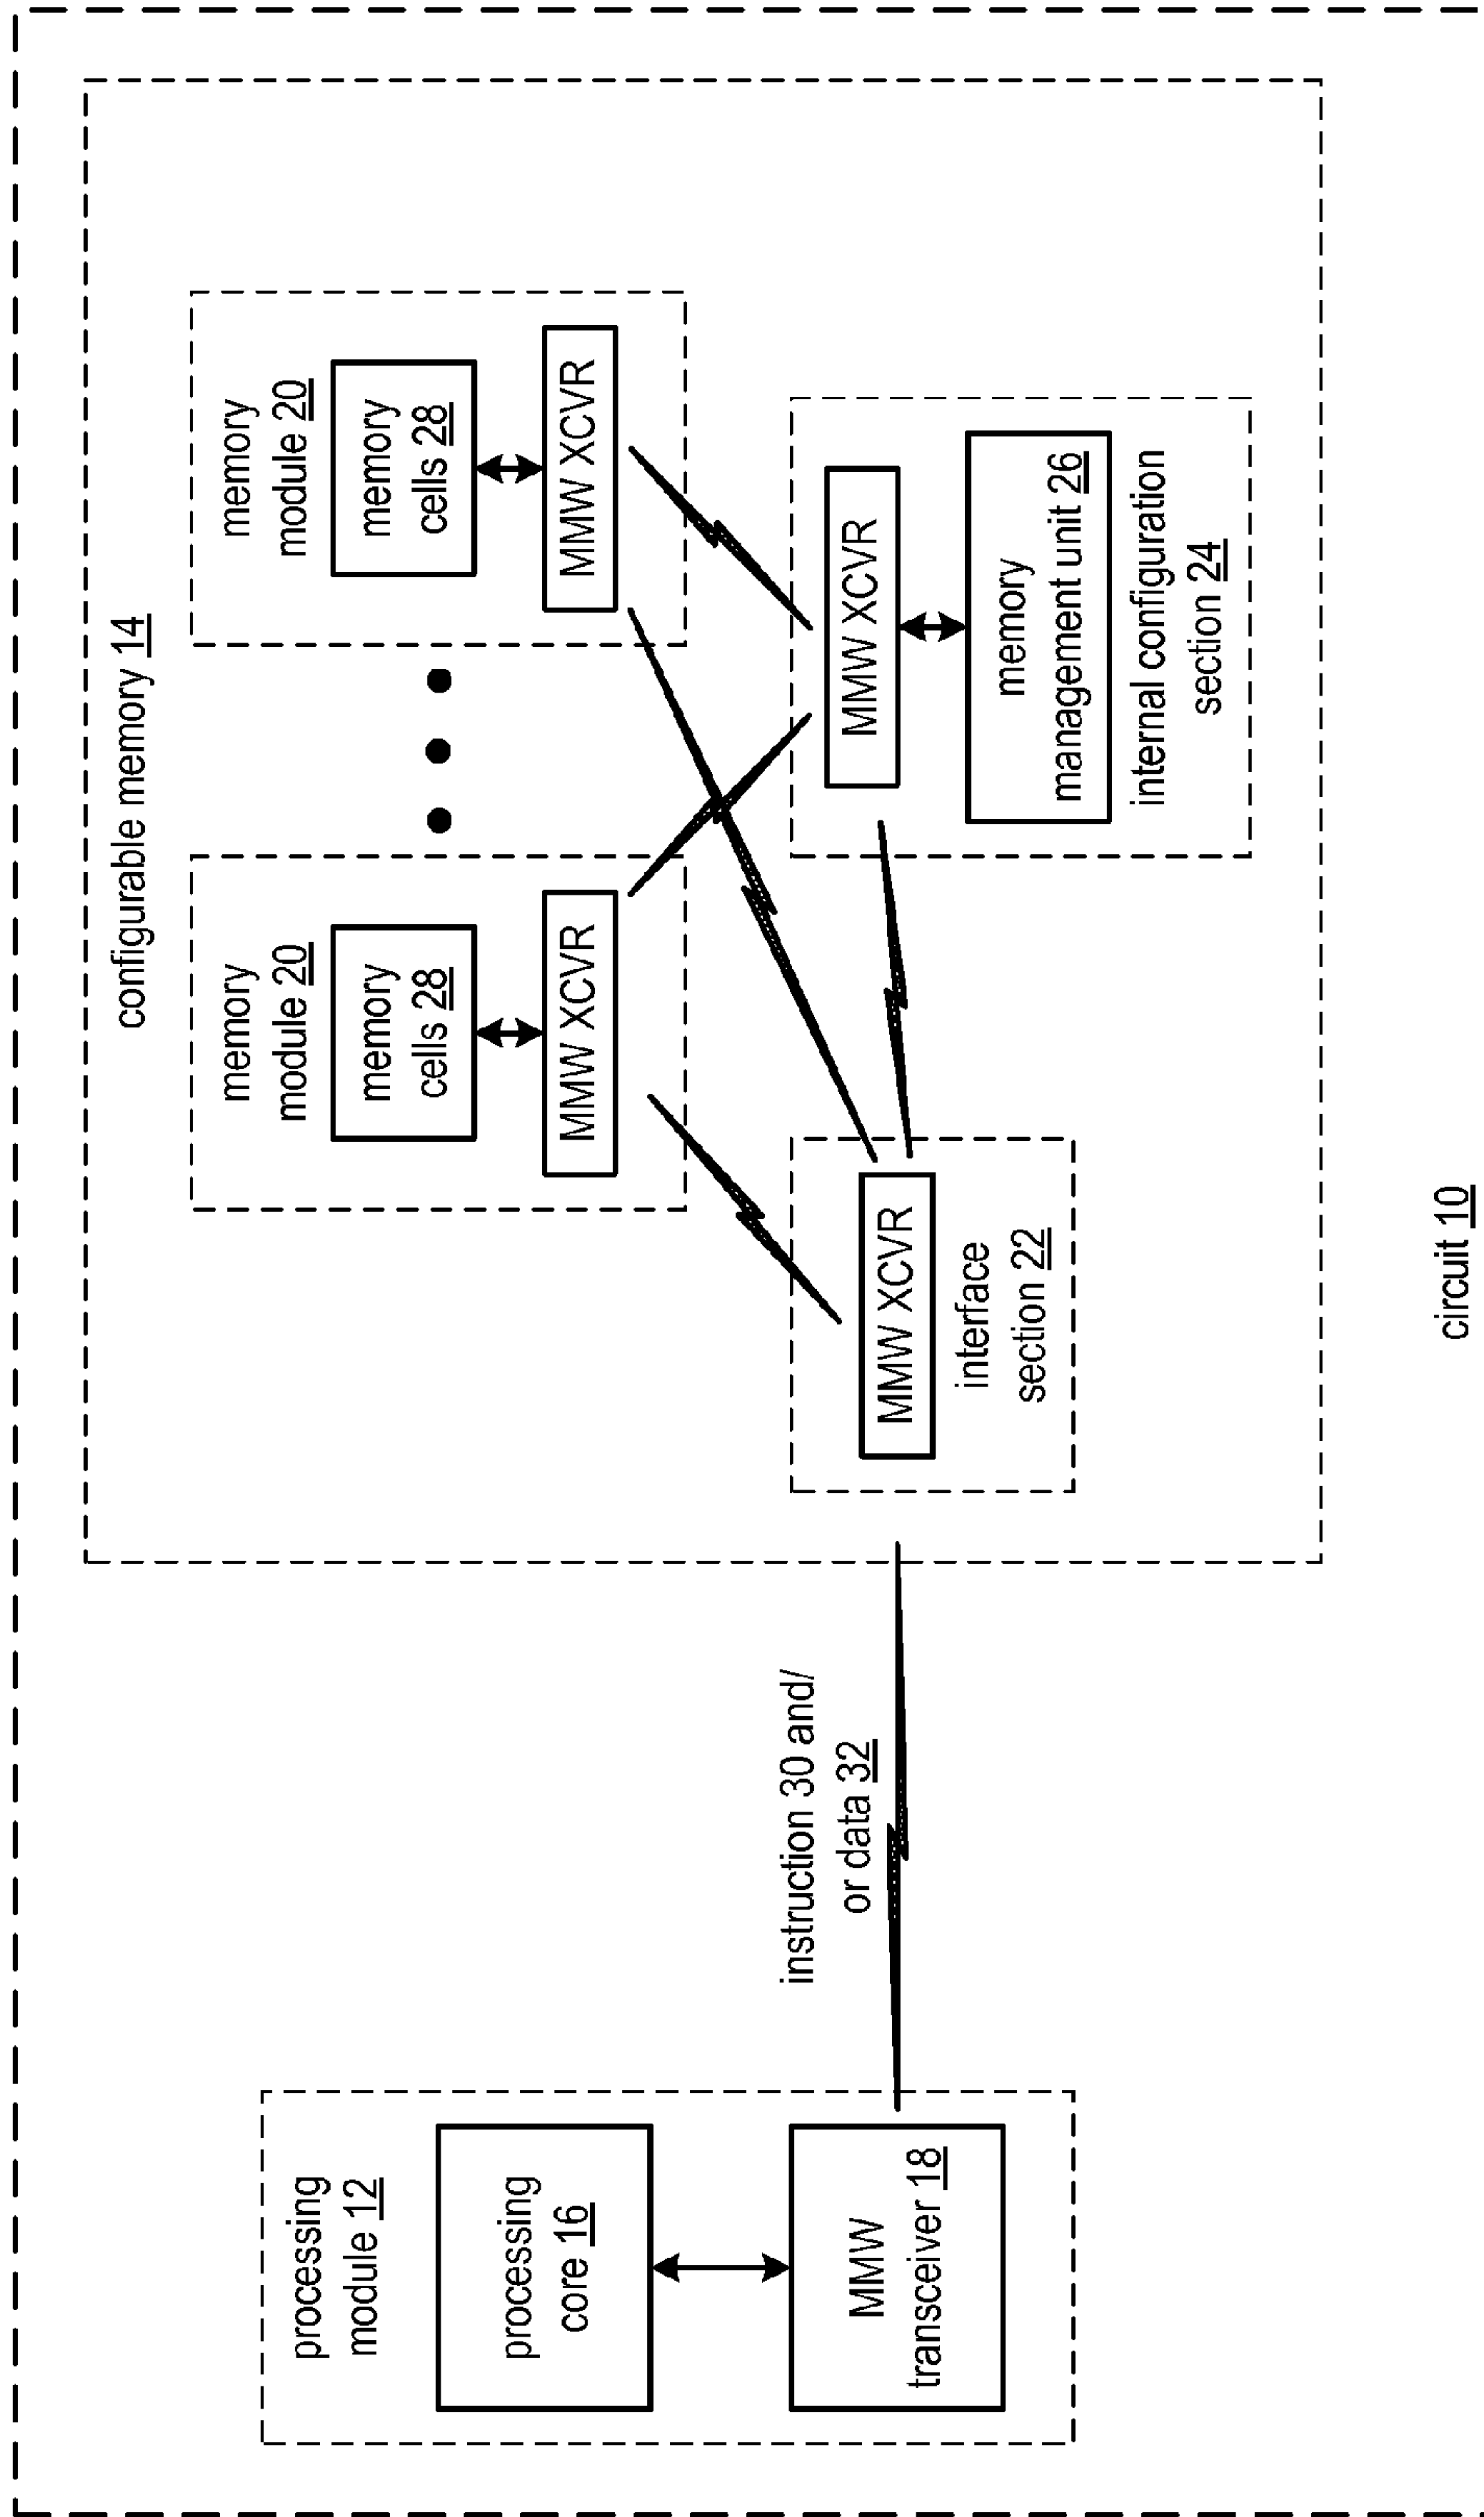 processing
module 12
processing
core 16
MMW
transceiver 18
instruction 30 and/
or data 32
configurable memory 14
memory
module 20
memory
cells 28
MMW XCVR
memory
module 20
memory
cells 28
MMW XCVR
MMW XCVR
interface
section 22
MMW XCVR
memory
management unit 26
internal configuration
section 24
circuit 10